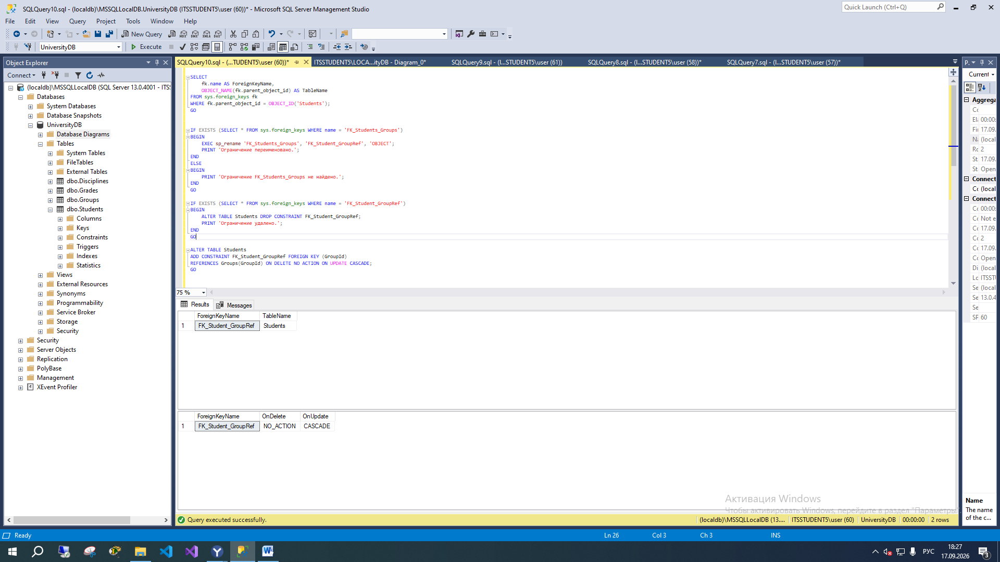 SQLQuery10.sql - (localdb)\MSSQLLocalDB.UniversityDB (ITSSTUDENT5\user (60))* - Microsoft SQL Server Management Studio
Quick Launch (Ctrl+Q)
File Edit View Query Project Tools Window Help
New Query
MDX DMX XMLA DAX
UniversityDB
Execute
Object Explorer
Connect
(localdb)\MSSQLLocalDB (SQL Server 13.0.4001 - ITS
Databases
System Databases
Database Snapshots
UniversityDB
Database Diagrams
Tables
System Tables
FileTables
External Tables
dbo.Disciplines
dbo.Grades
dbo.Groups
dbo.Students
Columns
Keys
Constraints
Triggers
Indexes
Statistics
Views
External Resources
Synonyms
Programmability
Service Broker
Storage
Security
Security
Server Objects
Replication
PolyBase
Management
XEvent Profiler
SQLQuery10.sql - (...TUDENT5\user (60))*
ITSSTUDENT5\LOCA...ityDB - Diagram_0*
SQLQuery9.sql - (l...STUDENT5\user (61))
SQLQuery8.sql - (l...STUDENT5\user (58))*
SQLQuery7.sql - (l...STUDENT5\user (57))*
SELECT
fk.name AS ForeignKeyName,
OBJECT_NAME(fk.parent_object_id) AS TableName
FROM sys.foreign_keys fk
WHERE fk.parent_object_id = OBJECT_ID('Students');
GO
IF EXISTS (SELECT * FROM sys.foreign_keys WHERE name = 'FK_Students_Groups')
BEGIN
EXEC sp_rename 'FK_Students_Groups', 'FK_Student_GroupRef', 'OBJECT';
PRINT 'Ограничение переименовано.';
END
ELSE
BEGIN
PRINT 'Ограничение FK_Students_Groups не найдено.';
END
GO
IF EXISTS (SELECT * FROM sys.foreign_keys WHERE name = 'FK_Student_GroupRef')
BEGIN
ALTER TABLE Students DROP CONSTRAINT FK_Student_GroupRef;
PRINT 'Ограничение удалено.';
END
GO
ALTER TABLE Students
ADD CONSTRAINT FK_Student_GroupRef FOREIGN KEY (GroupId)
REFERENCES Groups(GroupId) ON DELETE NO ACTION ON UPDATE CASCADE;
GO
75 %
Results Messages
ForeignKeyName TableName
1 FK_Student_GroupRef Students
ForeignKeyName OnDelete OnUpdate
1 FK_Student_GroupRef NO_ACTION CASCADE
Query executed successfully.
(localdb)\MSSQLLocalDB (13.... ITSSTUDENT5\user (60) UniversityDB 00:00:00 2 rows
P.
Current
Aggrega
Cc
El: 00:00:
Fii 17.09.
Na (local
Rc 2
St 17.09.
St Open
Connect
Cc (local
Connect
Cc 00:00:
Cc Not e
Cc 17.09.
Cc 2
Cc 17.09.
Cc Open
Di (local
Lc ITSSTU
Se (local
Se 13.0.4
Se
SP 60
Name
The name
of the c...
Активация Windows
Чтобы активировать Windows, перейдите в раздел "Параметры".
Ready
Ln 26 Col 3 Ch 3 INS
РУС
18:27
17.09.2026
3